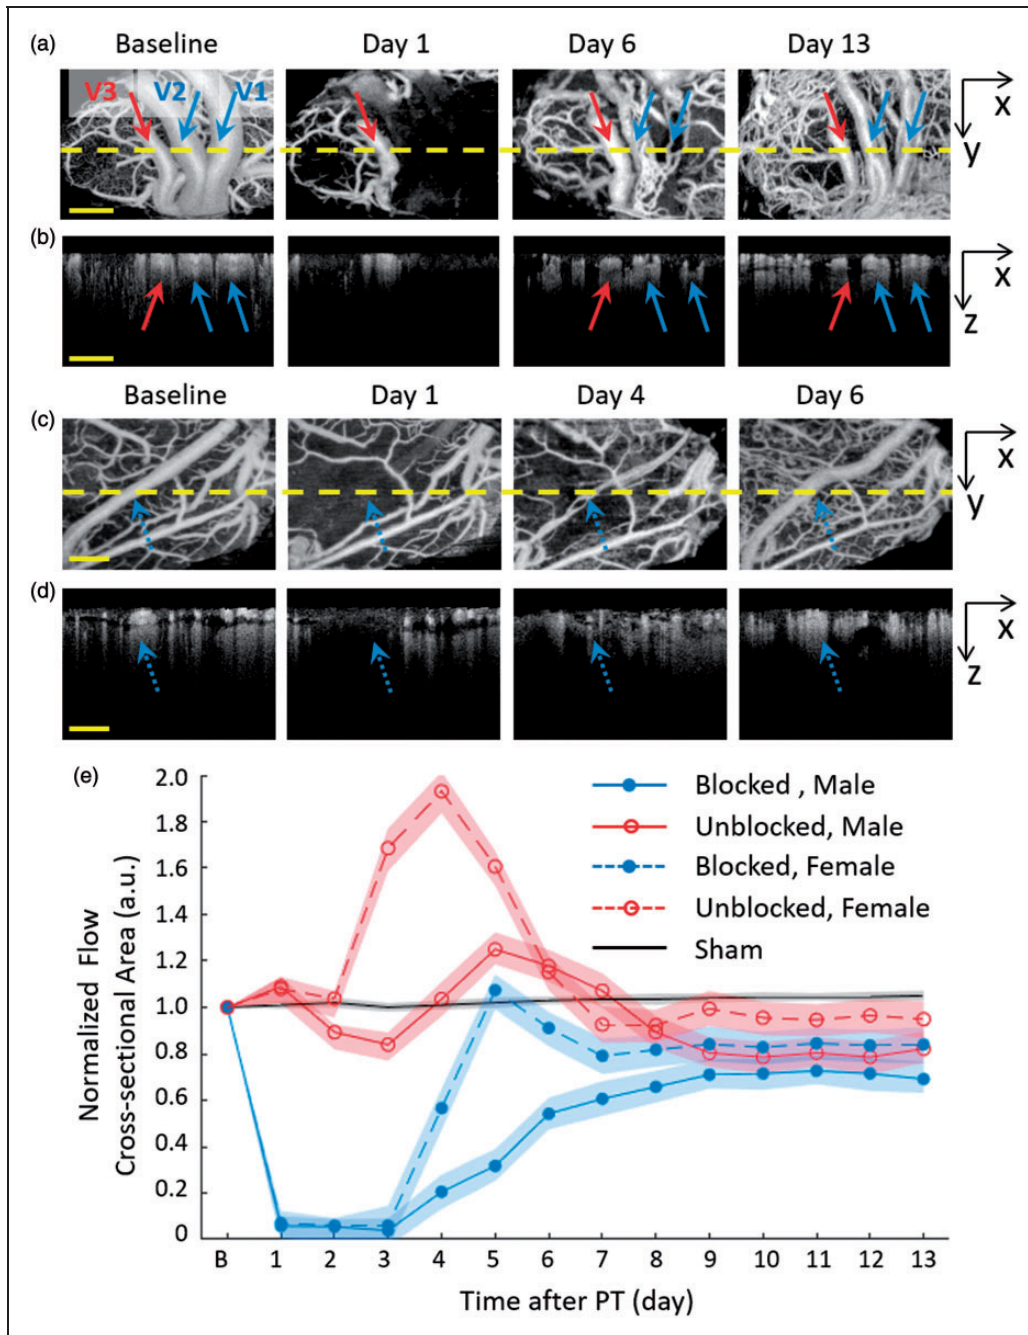 (a)
Baseline Day 1 Day 6 Day 13
V3 V2 V1
x
y
(b)
x
z
Baseline Day 1 Day 4 Day 6
(c)
x
y
(d)
x
z
(e)
2.0
1.8
1.6
1.4
1.2
1.0
0.8
0.6
0.4
0.2
0
Normalized Flow
Cross-sectional Area (a.u.)
Blocked , Male
Unblocked, Male
Blocked, Female
Unblocked, Female
Sham
B 1 2 3 4 5 6 7 8 9 10 11 12 13
Time after PT (day)